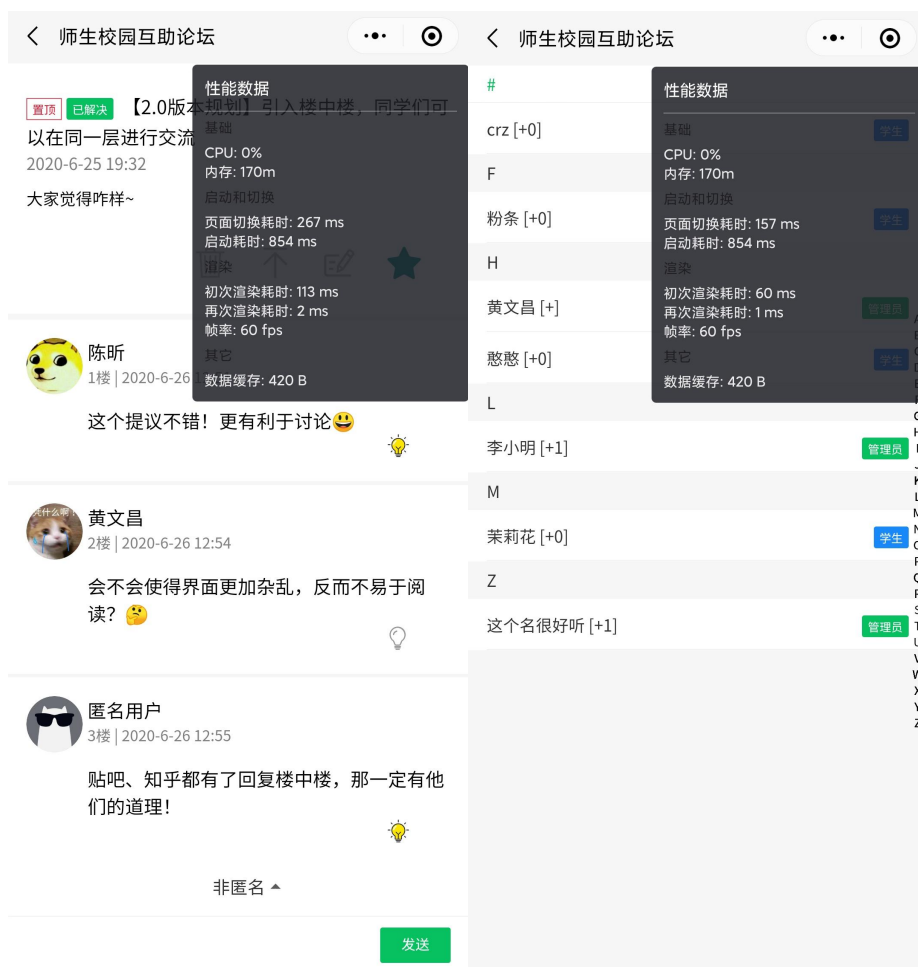 师生校园互助论坛
置顶 已解决 【2.0版本规划】引入楼中楼，同学们可
以在同一层进行交流
2020-6-25 19:32
大家觉得咋样~
性能数据
基础
CPU: 0%
内存: 170m
启动和切换
页面切换耗时: 267 ms
启动耗时: 854 ms
渲染
初次渲染耗时: 113 ms
再次渲染耗时: 2 ms
帧率: 60 fps
其它
数据缓存: 420 B
陈昕
1楼 | 2020-6-26
这个提议不错！更有利于讨论😃
黄文昌
2楼 | 2020-6-26 12:54
会不会使得界面更加杂乱，反而不易于阅
读？🤔
匿名用户
3楼 | 2020-6-26 12:55
贴吧、知乎都有了回复楼中楼，那一定有他
们的道理！
非匿名
发送
师生校园互助论坛
#
crz [+0] 学生
F
粉条 [+0] 学生
H
黄文昌 [+] 管理员
憨憨 [+0] 学生
L
李小明 [+1] 管理员
M
茉莉花 [+0] 学生
Z
这个名很好听 [+1] 管理员
性能数据
基础
CPU: 0%
内存: 170m
启动和切换
页面切换耗时: 157 ms
启动耗时: 854 ms
渲染
初次渲染耗时: 60 ms
再次渲染耗时: 1 ms
帧率: 60 fps
其它
数据缓存: 420 B